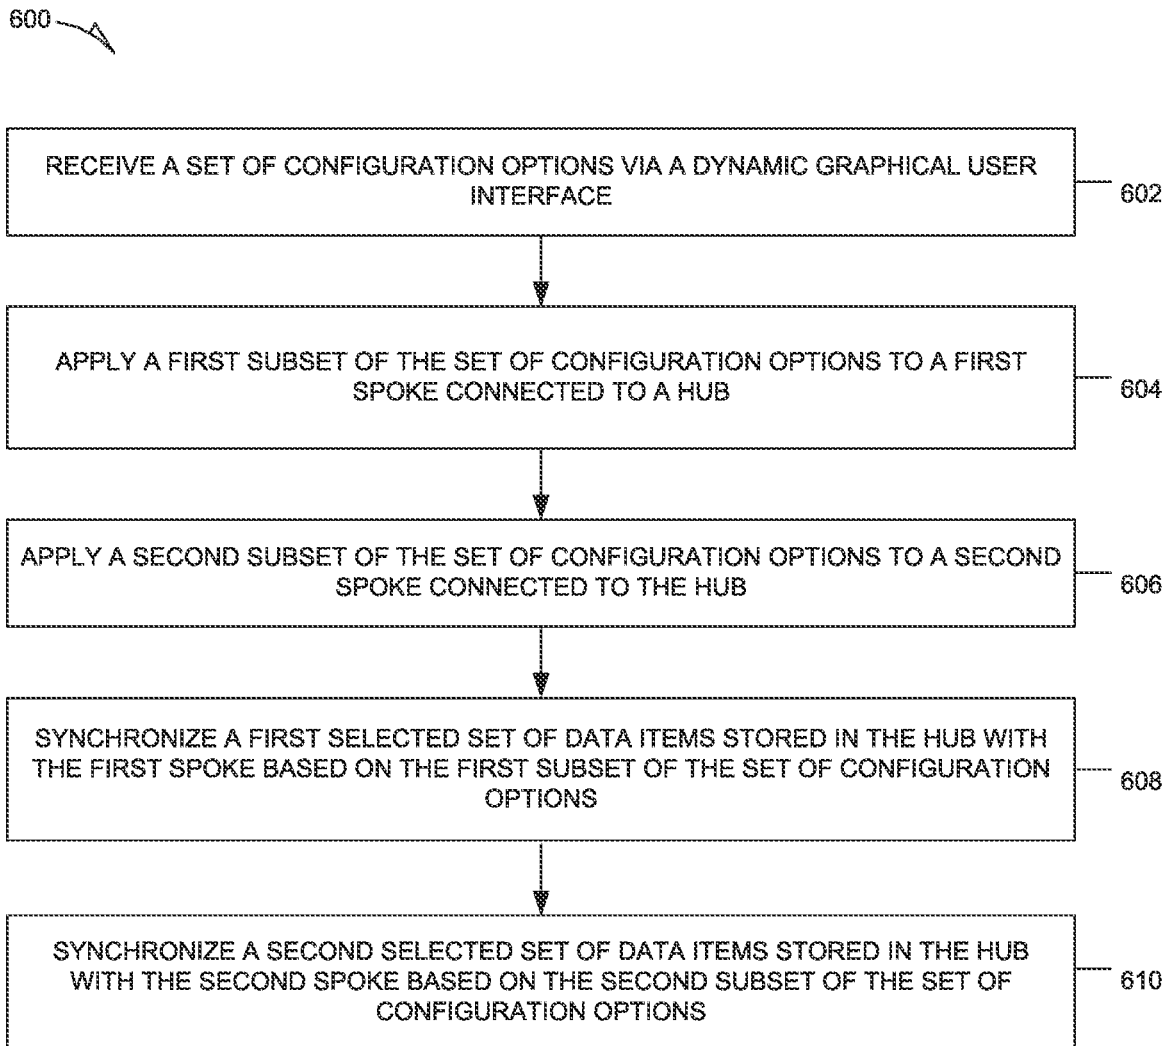 600
RECEIVE A SET OF CONFIGURATION OPTIONS VIA A DYNAMIC GRAPHICAL USER
INTERFACE
602
APPLY A FIRST SUBSET OF THE SET OF CONFIGURATION OPTIONS TO A FIRST
SPOKE CONNECTED TO A HUB
604
APPLY A SECOND SUBSET OF THE SET OF CONFIGURATION OPTIONS TO A SECOND
SPOKE CONNECTED TO THE HUB
606
SYNCHRONIZE A FIRST SELECTED SET OF DATA ITEMS STORED IN THE HUB WITH
THE FIRST SPOKE BASED ON THE FIRST SUBSET OF THE SET OF CONFIGURATION
OPTIONS
608
SYNCHRONIZE A SECOND SELECTED SET OF DATA ITEMS STORED IN THE HUB
WITH THE SECOND SPOKE BASED ON THE SECOND SUBSET OF THE SET OF
CONFIGURATION OPTIONS
610